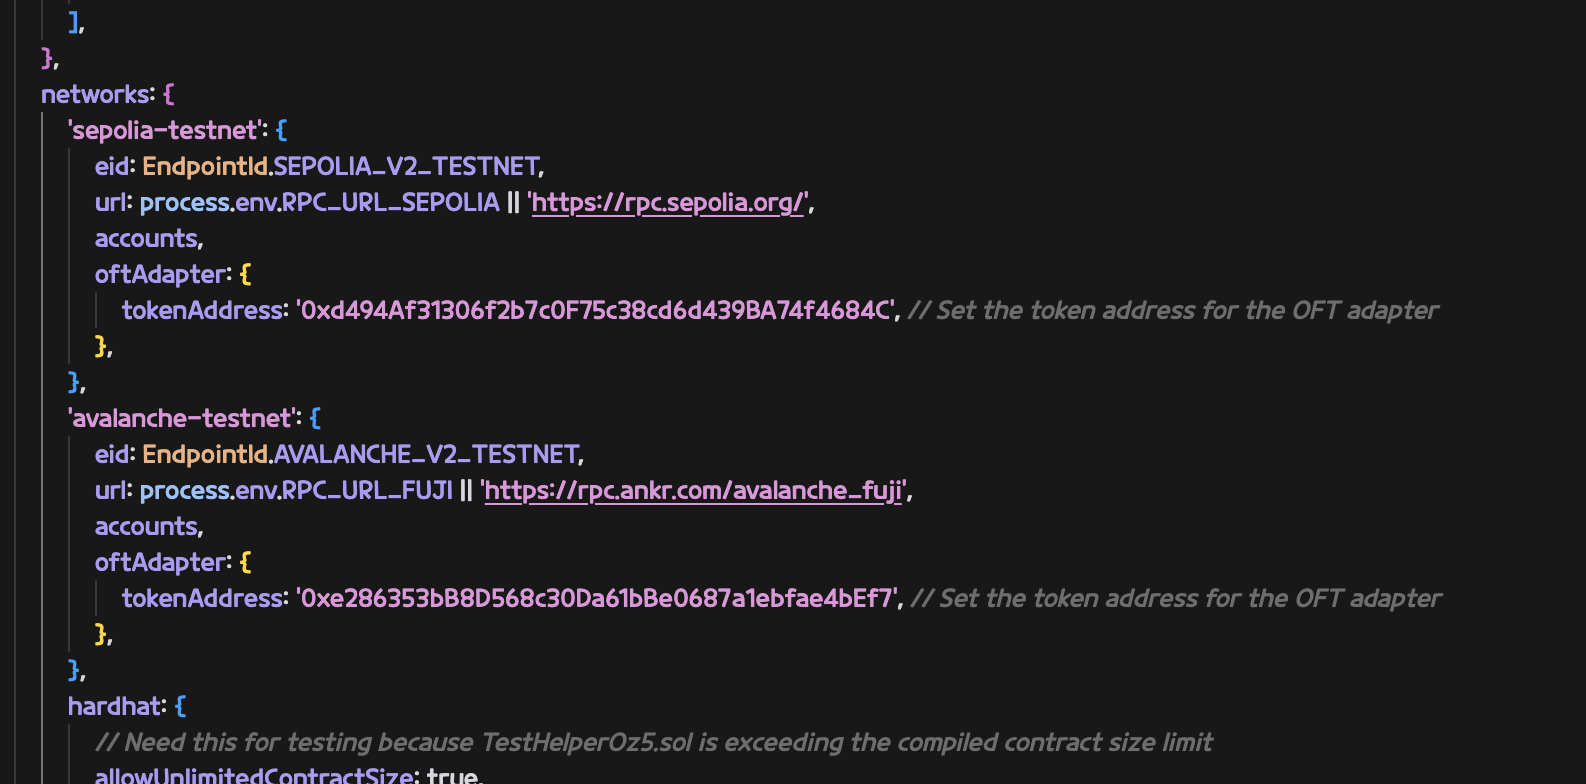 ],
},
networks: {
'sepolia-testnet': {
eid: EndpointId.SEPOLIA_V2_TESTNET,
url: process.env.RPC_URL_SEPOLIA || 'https://rpc.sepolia.org/',
accounts,
oftAdapter: {
tokenAddress: '0xd494Af31306f2b7c0F75c38cd6d439BA74f4684C', // Set the token address for the OFT adapter
},
},
'avalanche-testnet': {
eid: EndpointId.AVALANCHE_V2_TESTNET,
url: process.env.RPC_URL_FUJI || 'https://rpc.ankr.com/avalanche_fuji',
accounts,
oftAdapter: {
tokenAddress: '0xe286353bB8D568c30Da61bBe0687a1ebfae4bEf7', // Set the token address for the OFT adapter
},
},
hardhat: {
// Need this for testing because TestHelperOz5.sol is exceeding the compiled contract size limit
allowUnlimitedContractSize: true,